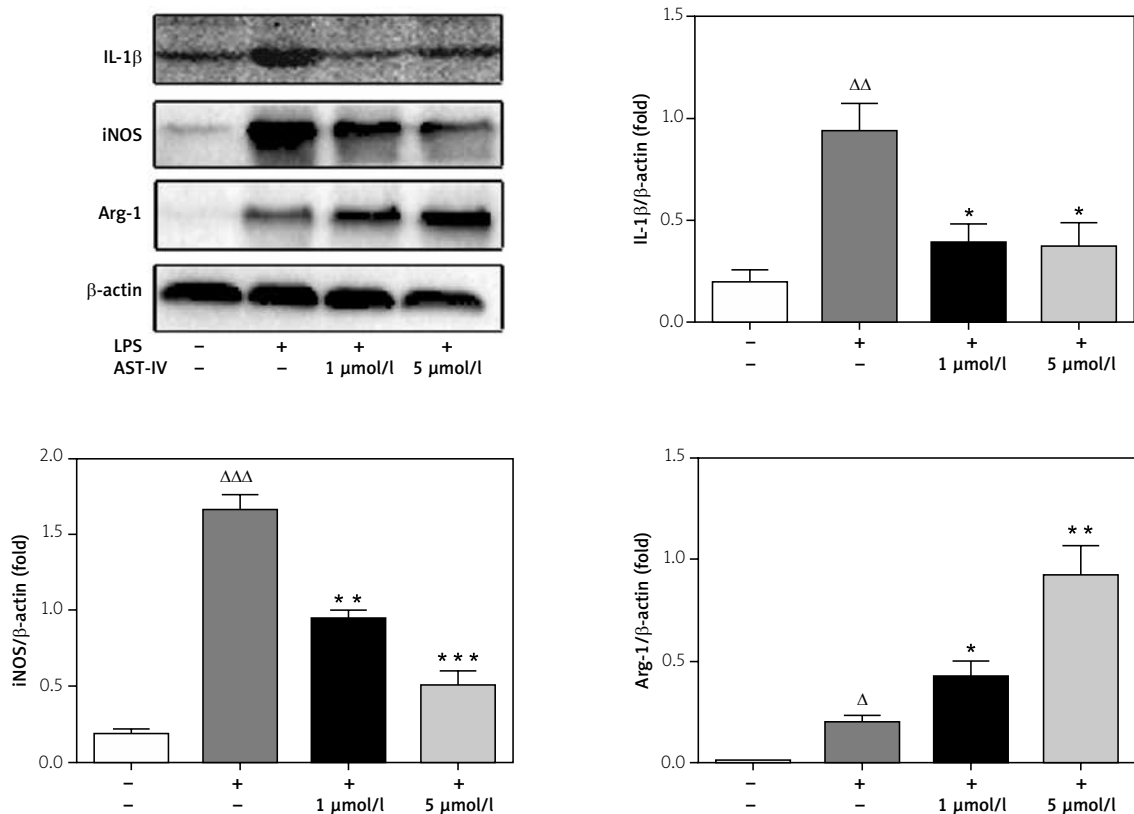 IL-1β
iNOS
Arg-1
β-actin
LPS – + + +
AST-IV – – 1 µmol/l 5 µmol/l
IL-1β/β-actin (fold)
1.5
1.0
0.5
0.0
ΔΔ
*
*
– + + +
– – 1 µmol/l 5 µmol/l
iNOS/β-actin (fold)
2.0
1.5
1.0
0.5
0.0
ΔΔΔ
* *
* * *
– + + +
– – 1 µmol/l 5 µmol/l
Arg-1/β-actin (fold)
1.5
1.0
0.5
0.0
Δ
*
* *
– + + +
– – 1 µmol/l 5 µmol/l